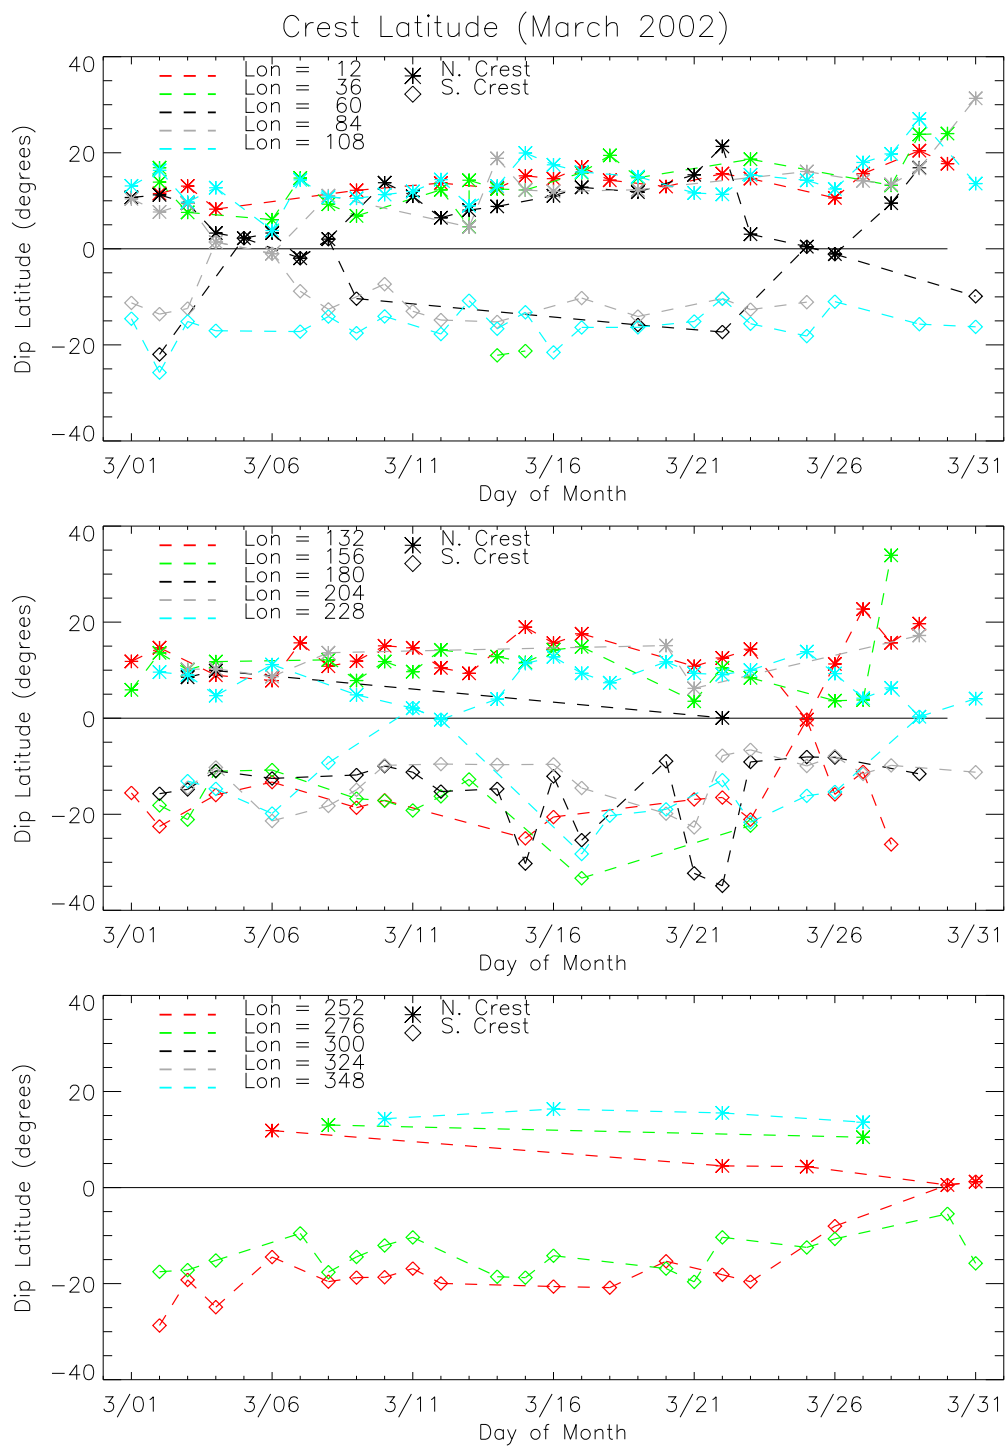 Crest Latitude (March 2002)
40
20
0
−20
−40
Dip Latitude (degrees)
Lon = 12
Lon = 36
Lon = 60
Lon = 84
Lon = 108
N. Crest
S. Crest
3/01 3/06 3/11 3/16 3/21 3/26 3/31
Day of Month
40
20
0
−20
−40
Dip Latitude (degrees)
Lon = 132
Lon = 156
Lon = 180
Lon = 204
Lon = 228
N. Crest
S. Crest
3/01 3/06 3/11 3/16 3/21 3/26 3/31
Day of Month
40
20
0
−20
−40
Dip Latitude (degrees)
Lon = 252
Lon = 276
Lon = 300
Lon = 324
Lon = 348
N. Crest
S. Crest
3/01 3/06 3/11 3/16 3/21 3/26 3/31
Day of Month